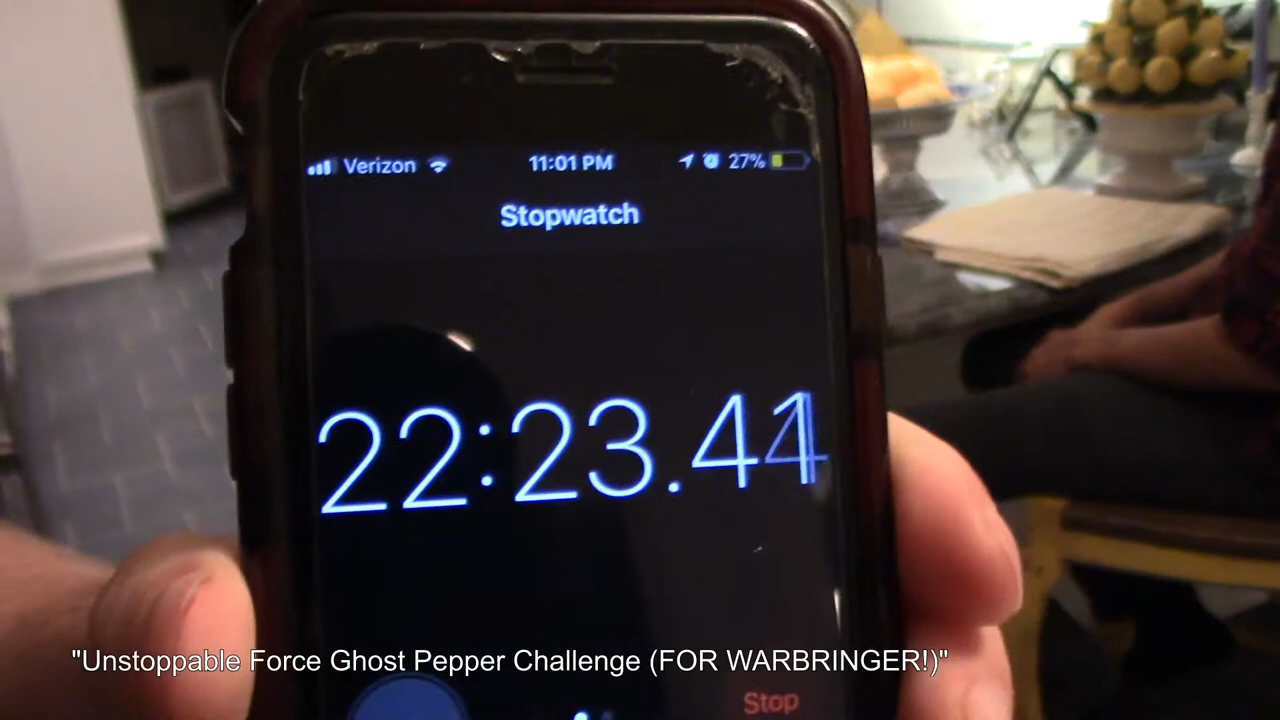 Verizon 11:01 PM 27%
Stopwatch
22:23.44
"Unstoppable Force Ghost Pepper Challenge (FOR WARBRINGER!)"
Stop